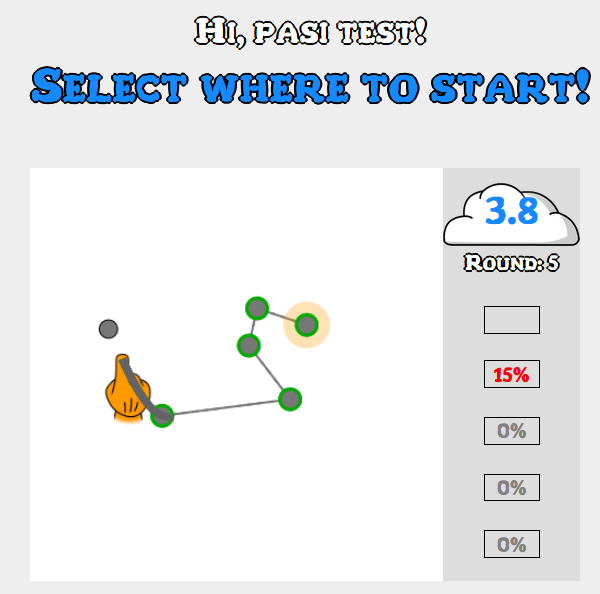 Hi, pasi test!
Select where to start!
3.8
Round: 5
15%
0%
0%
0%